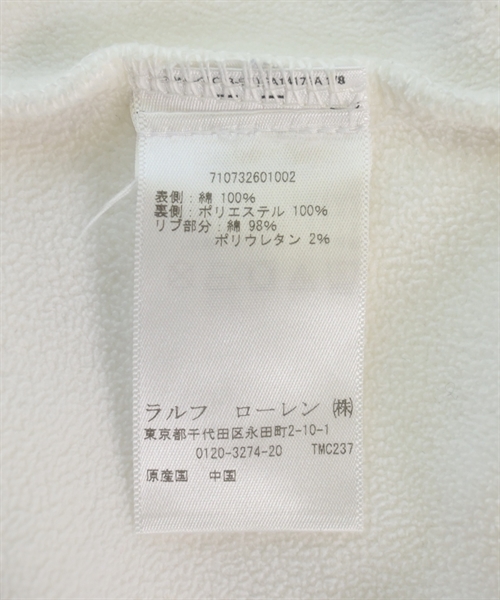 710732601002
表側：綿 100%
裏側：ポリエステル 100%
リブ部分：綿 98%
ポリウレタン 2%
ラルフ ローレン ㈱
東京都千代田区永田町2-10-1
0120-3274-20 TMC237
原産国 中国